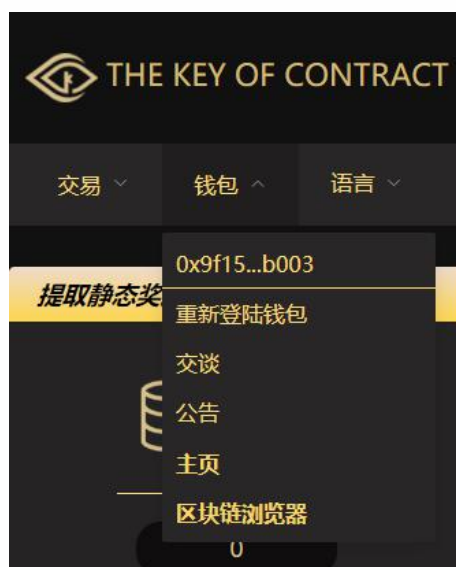 THE KEY OF CONTRACT
交易
钱包
语言
0x9f15...b003
提取静态奖
重新登陆钱包
交谈
公告
主页
区块链浏览器
0